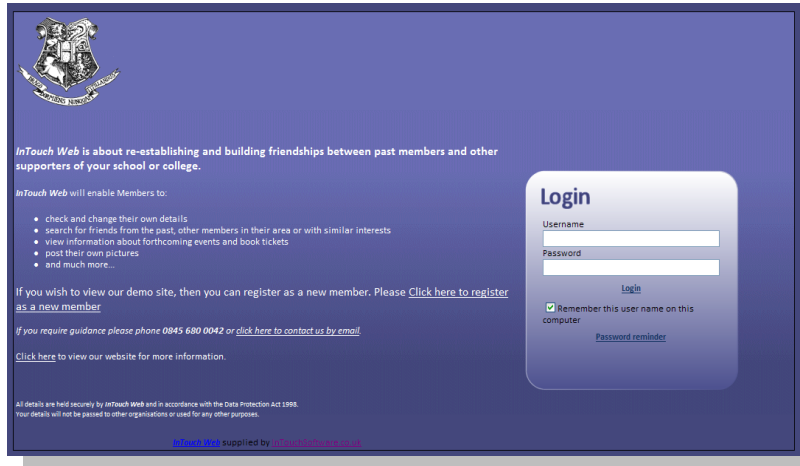 InTouch Web is about re-establishing and building friendships between past members and other
supporters of your school or college.
InTouch Web will enable Members to:
• check and change their own details
• search for friends from the past, other members in their area or with similar interests
• view information about forthcoming events and book tickets
• post their own pictures
• and much more...
If you wish to view our demo site, then you can register as a new member. Please Click here to register
as a new member
If you require guidance please phone 0845 680 0042 or click here to contact us by email.
Click here to view our website for more information.
All details are held securely by InTouch Web and in accordance with the Data Protection Act 1998.
Your details will not be passed to other organisations or used for any other purposes.
InTouch Web supplied by InTouchSoftware.co.uk
Login
Username
Password
Login
Remember this user name on this
computer
Password reminder